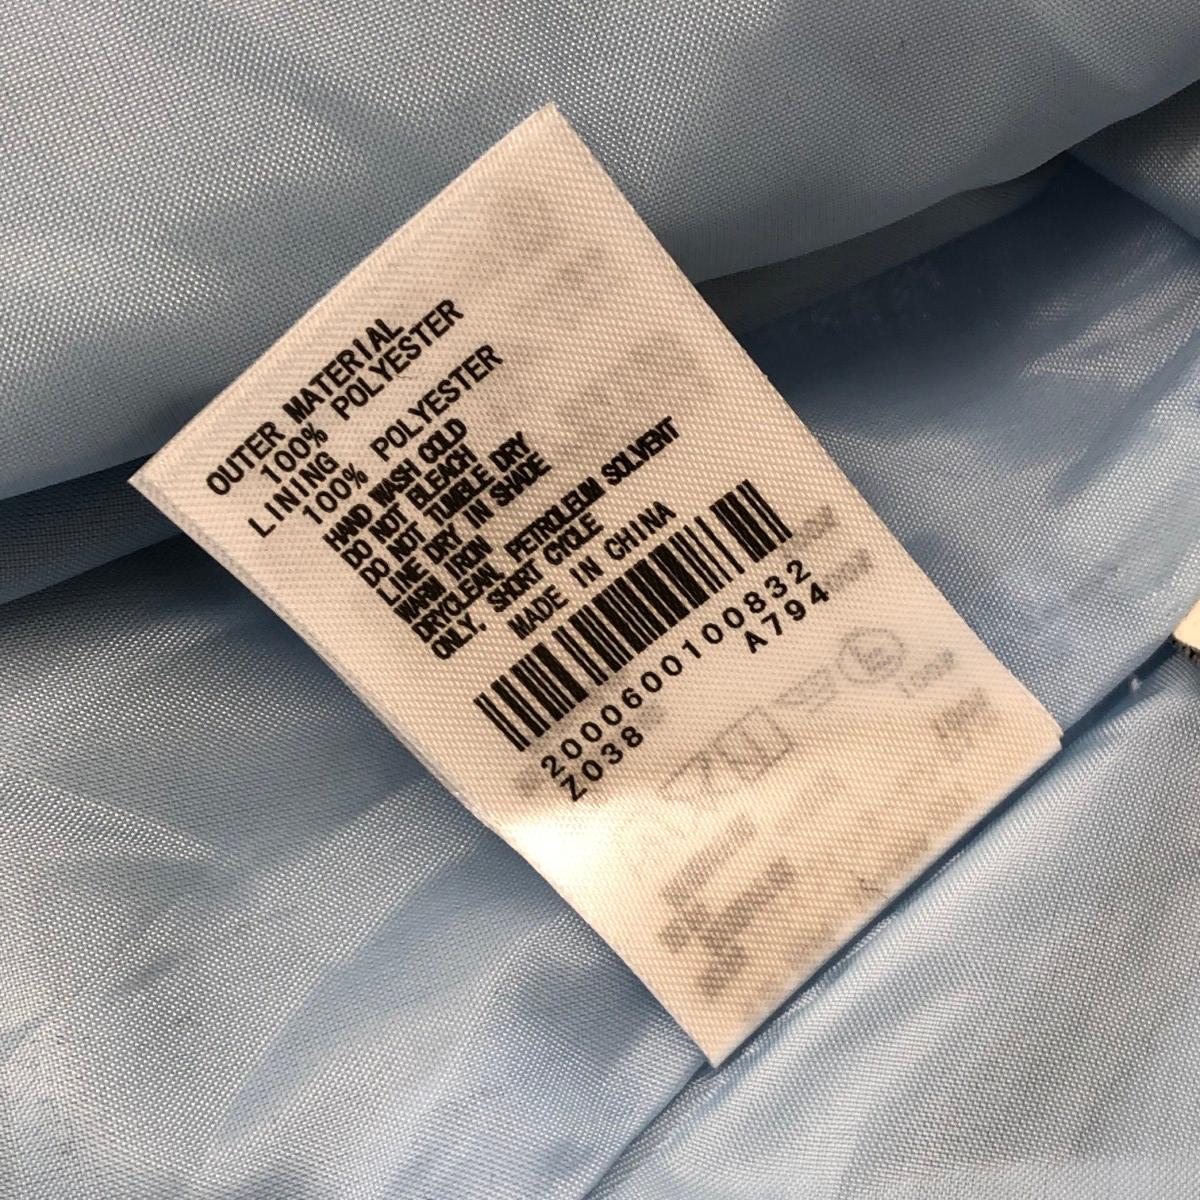 OUTER MATERIAL
100% POLYESTER
LINING
100% POLYESTER
HAND WASH COLD
DO NOT BLEACH
DO NOT TUMBLE DRY
LINE DRY IN SHADE
WARM IRON
DRYCLEAN, PETROLEUM SOLVENT
ONLY, SHORT CYCLE
MADE IN CHINA
2000600100832
Z038 A794